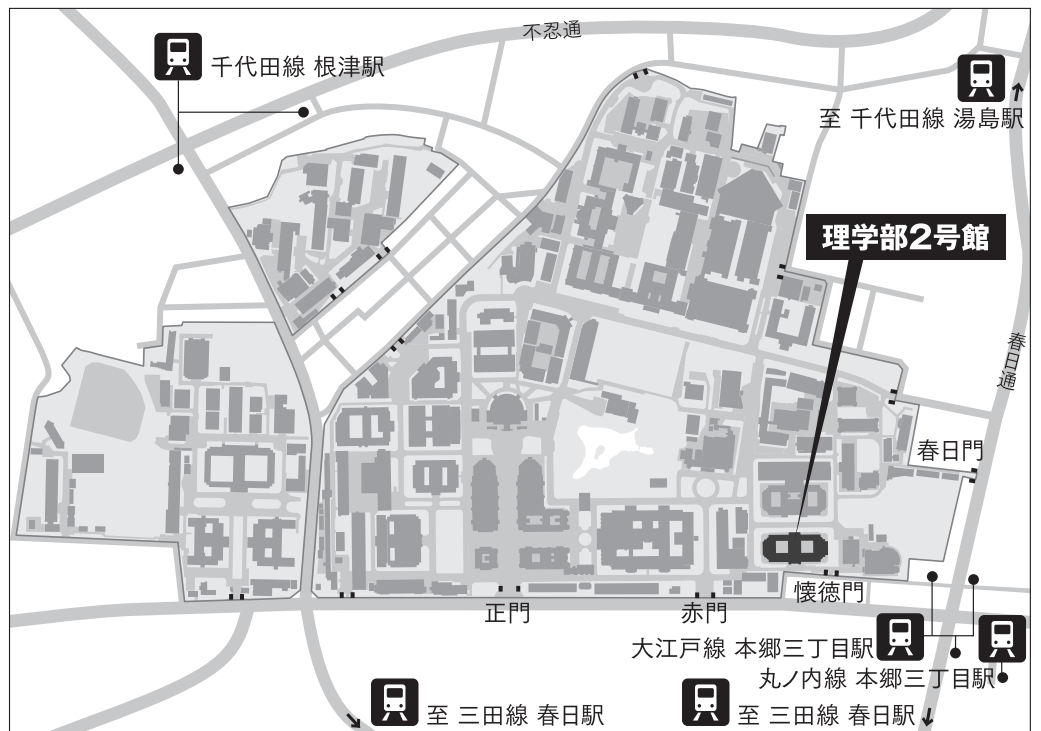 不忍通
千代田線 根津駅
至 千代田線 湯島駅
理学部2号館
春日通
春日門
懐徳門
正門
赤門
大江戸線 本郷三丁目駅
丸ノ内線 本郷三丁目駅
至 三田線 春日駅
至 三田線 春日駅